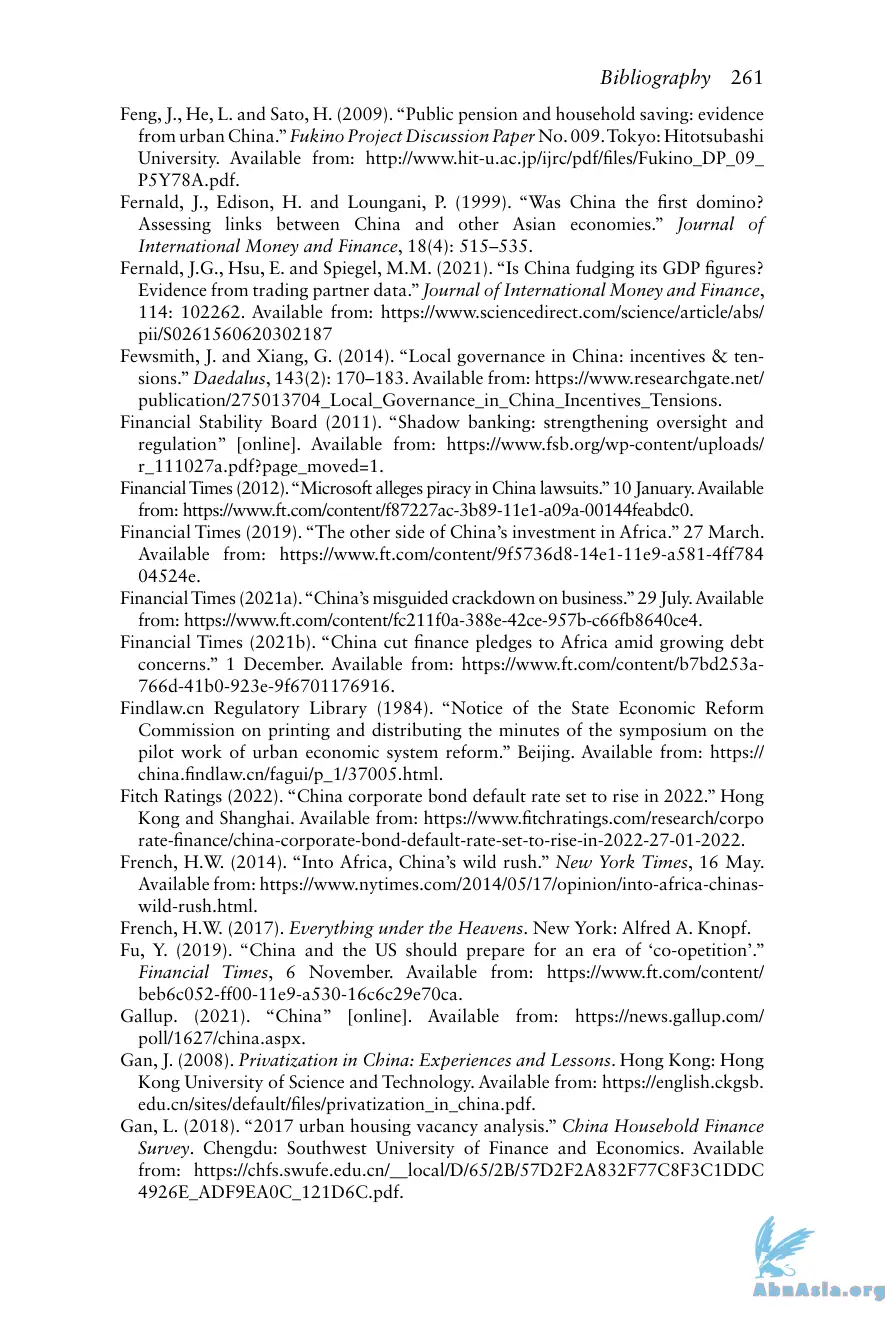 Bibliography 261
Feng, J., He, L. and Sato, H. (2009). “Public pension and household saving: evidence
from urban China.” Fukino Project Discussion Paper No. 009. Tokyo: Hitotsubashi
University. Available from: http://www.hit-u.ac.jp/ijrc/pdf/files/Fukino_DP_09_
P5Y78A.pdf.
Fernald, J., Edison, H. and Loungani, P. (1999). “Was China the first domino?
Assessing links between China and other Asian economies.” Journal of
International Money and Finance, 18(4): 515–535.
Fernald, J.G., Hsu, E. and Spiegel, M.M. (2021). “Is China fudging its GDP figures?
Evidence from trading partner data.” Journal of International Money and Finance,
114: 102262. Available from: https://www.sciencedirect.com/science/article/abs/
pii/S0261560620302187
Fewsmith, J. and Xiang, G. (2014). “Local governance in China: incentives & ten-
sions.” Daedalus, 143(2): 170–183. Available from: https://www.researchgate.net/
publication/275013704_Local_Governance_in_China_Incentives_Tensions.
Financial Stability Board (2011). “Shadow banking: strengthening oversight and
regulation” [online]. Available from: https://www.fsb.org/wp-content/uploads/
r_111027a.pdf?page_moved=1.
Financial Times (2012). “Microsoft alleges piracy in China lawsuits.” 10 January. Available
from: https://www.ft.com/content/f87227ac-3b89-11e1-a09a-00144feabdc0.
Financial Times (2019). “The other side of China’s investment in Africa.” 27 March.
Available from: https://www.ft.com/content/9f5736d8-14e1-11e9-a581-4ff784
04524e.
Financial Times (2021a). “China’s misguided crackdown on business.” 29 July. Available
from: https://www.ft.com/content/fc211f0a-388e-42ce-957b-c66fb8640ce4.
Financial Times (2021b). “China cut finance pledges to Africa amid growing debt
concerns.” 1 December. Available from: https://www.ft.com/content/b7bd253a-
766d-41b0-923e-9f6701176916.
Findlaw.cn Regulatory Library (1984). “Notice of the State Economic Reform
Commission on printing and distributing the minutes of the symposium on the
pilot work of urban economic system reform.” Beijing. Available from: https://
china.findlaw.cn/fagui/p_1/37005.html.
Fitch Ratings (2022). “China corporate bond default rate set to rise in 2022.” Hong
Kong and Shanghai. Available from: https://www.fitchratings.com/research/corpo
rate-finance/china-corporate-bond-default-rate-set-to-rise-in-2022-27-01-2022.
French, H.W. (2014). “Into Africa, China’s wild rush.” New York Times, 16 May.
Available from: https://www.nytimes.com/2014/05/17/opinion/into-africa-chinas-
wild-rush.html.
French, H.W. (2017). Everything under the Heavens. New York: Alfred A. Knopf.
Fu, Y. (2019). “China and the US should prepare for an era of ‘co-opetition’.”
Financial Times, 6 November. Available from: https://www.ft.com/content/
beb6c052-ff00-11e9-a530-16c6c29e70ca.
Gallup. (2021). “China” [online]. Available from: https://news.gallup.com/
poll/1627/china.aspx.
Gan, J. (2008). Privatization in China: Experiences and Lessons. Hong Kong: Hong
Kong University of Science and Technology. Available from: https://english.ckgsb.
edu.cn/sites/default/files/privatization_in_china.pdf.
Gan, L. (2018). “2017 urban housing vacancy analysis.” China Household Finance
Survey. Chengdu: Southwest University of Finance and Economics. Available
from: https://chfs.swufe.edu.cn/__local/D/65/2B/57D2F2A832F77C8F3C1DDC
4926E_ADF9EA0C_121D6C.pdf.
AbnAsia.org